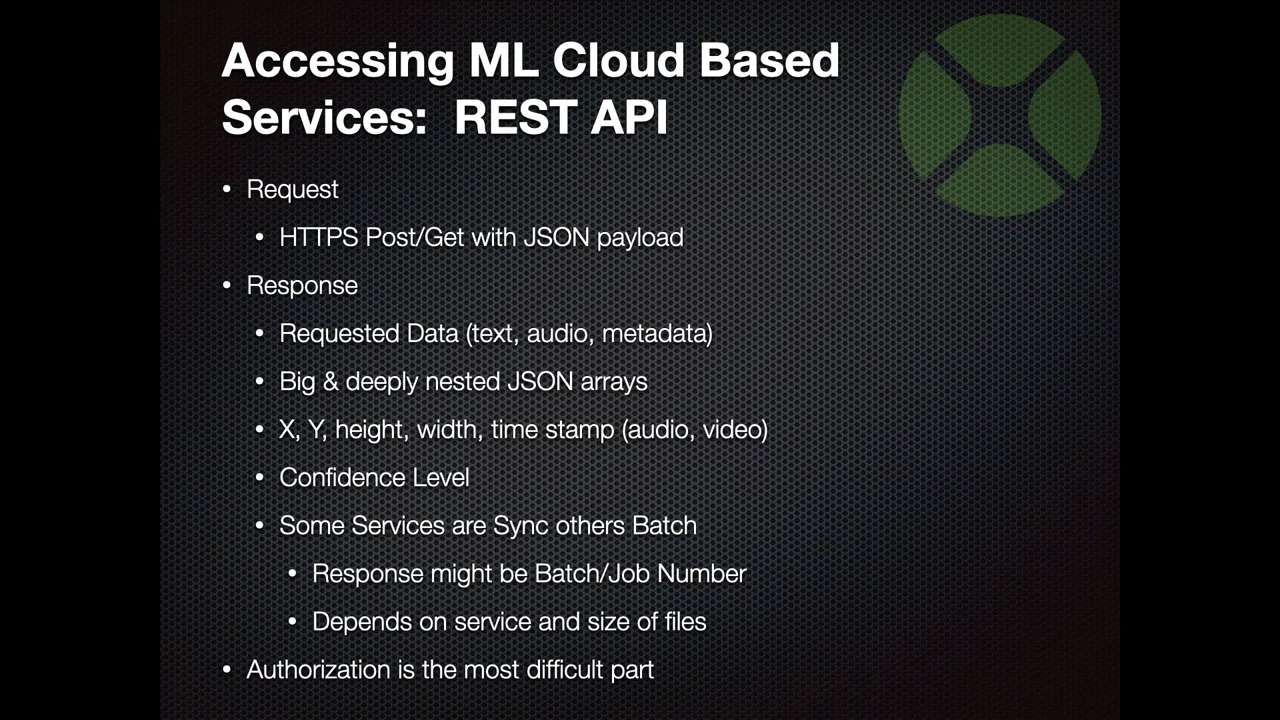 Accessing ML Cloud Based
Services:  REST API
• Request
• HTTPS Post/Get with JSON payload
• Response
• Requested Data (text, audio, metadata)
• Big & deeply nested JSON arrays
• X, Y, height, width, time stamp (audio, video)
• Confidence Level
• Some Services are Sync others Batch
• Response might be Batch/Job Number
• Depends on service and size of files
• Authorization is the most difficult part